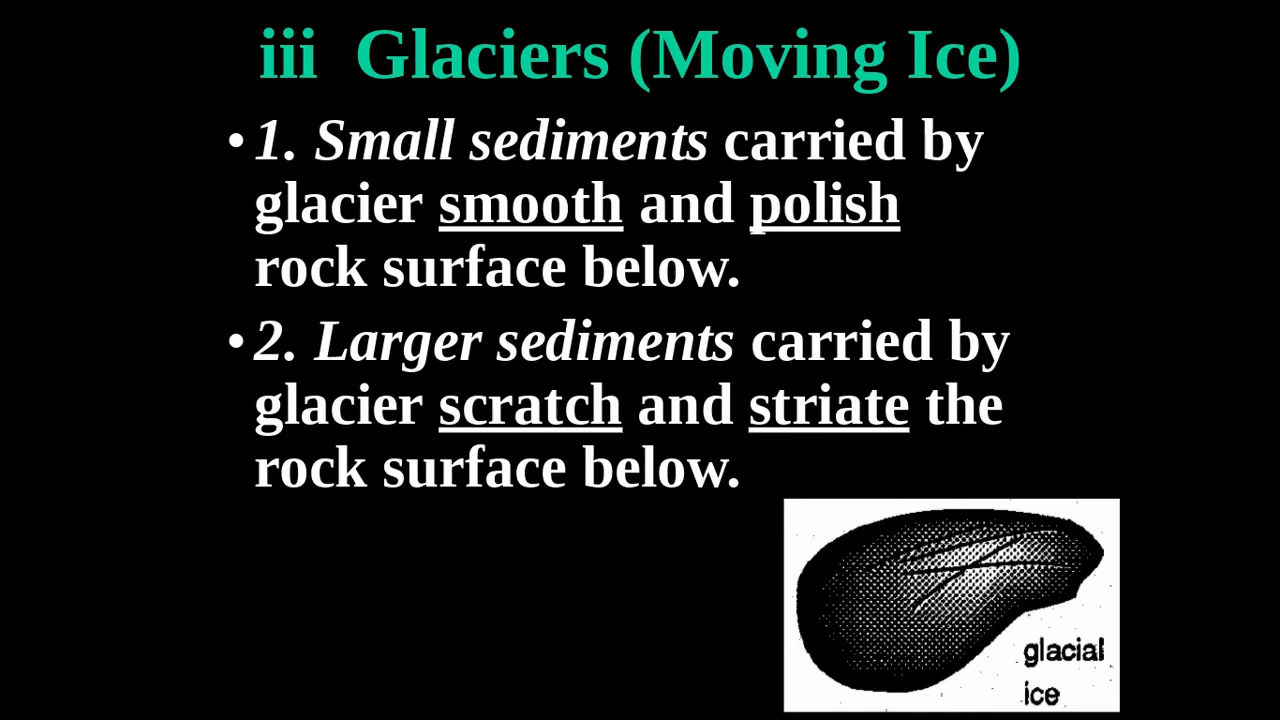 iii Glaciers (Moving Ice)
• 1. Small sediments carried by
glacier smooth and polish
rock surface below.
• 2. Larger sediments carried by
glacier scratch and striate the
rock surface below.
glacial
ice